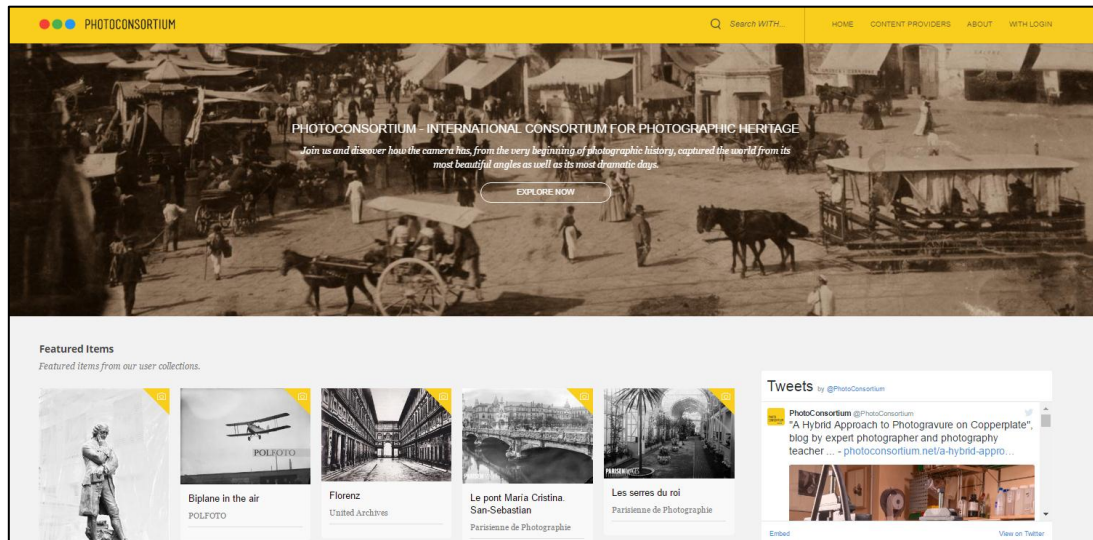 PHOTOCONSORTIUM
Search WITH...
HOME
CONTENT PROVIDERS
ABOUT
WITH LOGIN
PHOTOCONSORTIUM - INTERNATIONAL CONSORTIUM FOR PHOTOGRAPHIC HERITAGE
Join us and discover how the camera has, from the very beginning of photographic history, captured the world from its
most beautiful angles as well as its most dramatic days.
EXPLORE NOW
Featured Items
Featured items from our user collections.
POLFOTO
Biplane in the air
POLFOTO
Florenz
United Archives
Le pont María Cristina.
San-Sebastian
Parisienne de Photographie
Les serres du roi
Parisienne de Photographie
Tweets by @PhotoConsortium
PhotoConsortium @PhotoConsortium
"A Hybrid Approach to Photogravure on Copperplate",
blog by expert photographer and photography
teacher ... - photoconsortium.net/a-hybrid-appro...
Embed
View on Twitter